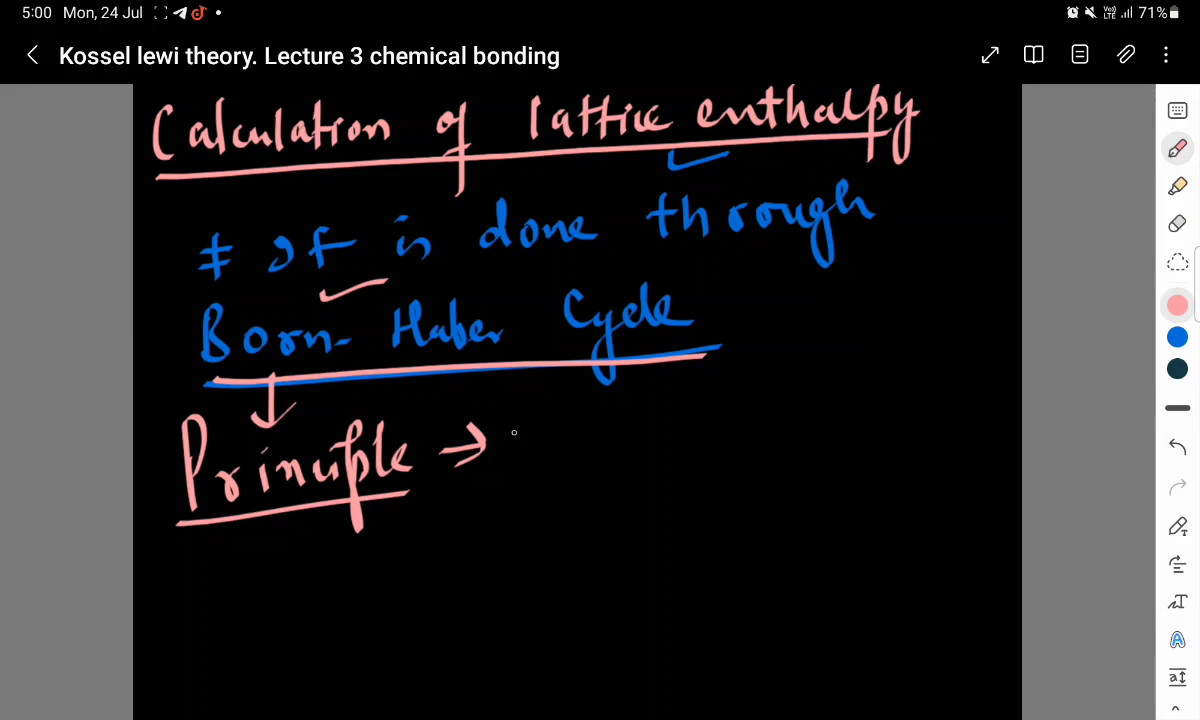 5:00 Mon, 24 Jul 71%
Kossel lewi theory. Lecture 3 chemical bonding
Calculation of lattice enthalpy
# It is done through
Born-Haber Cycle
Principle →